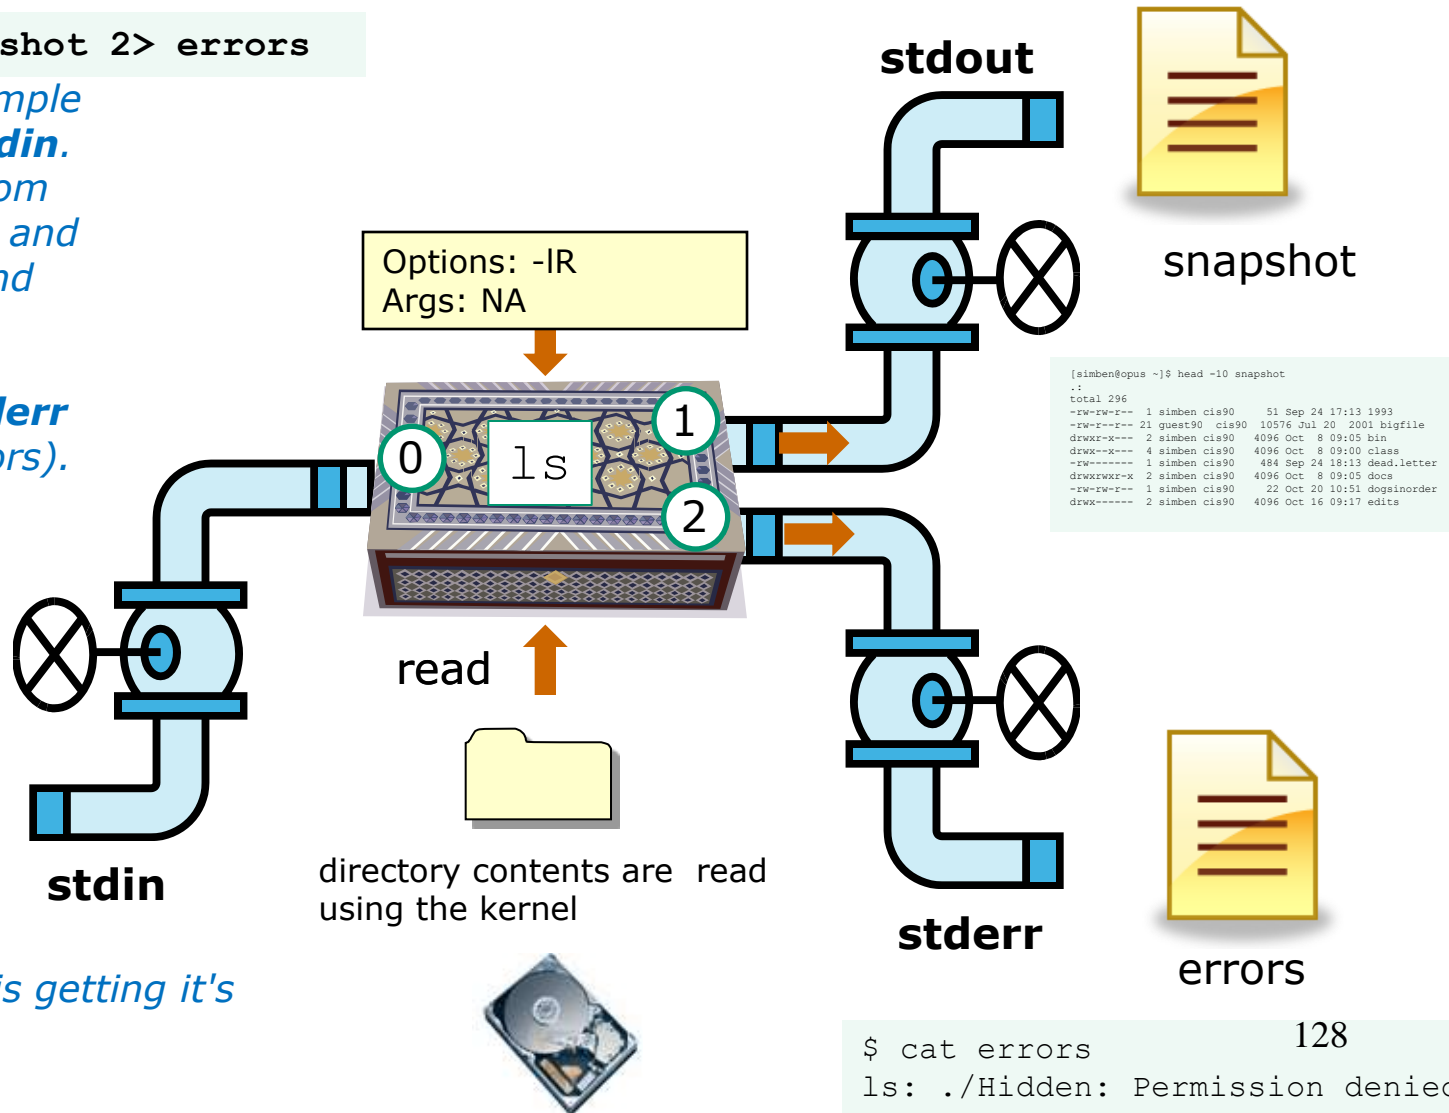 shot 2> errors
mple
din.
om
and
nd
derr
ors).
stdout
snapshot
Options: -lR
Args: NA
0
1
ls
2
[simben@opus ~]$ head -10 snapshot
.:
total 296
-rw-rw-r-- 1 simben cis90 51 Sep 24 17:13 1993
-rw-r--r-- 21 guest90 cis90 10576 Jul 20 2001 bigfile
drwxr-x--- 2 simben cis90 4096 Oct 8 09:05 bin
drwx--x--- 4 simben cis90 4096 Oct 8 09:00 class
-rw------- 1 simben cis90 484 Sep 24 18:13 dead.letter
drwxrwxr-x 2 simben cis90 4096 Oct 8 09:05 docs
-rw-rw-r-- 1 simben cis90 22 Oct 20 10:51 dogsinorder
drwx------ 2 simben cis90 4096 Oct 16 09:17 edits
read
stdin
directory contents are read
using the kernel
stderr
errors
is getting it's
128
$ cat errors
ls: ./Hidden: Permission denied